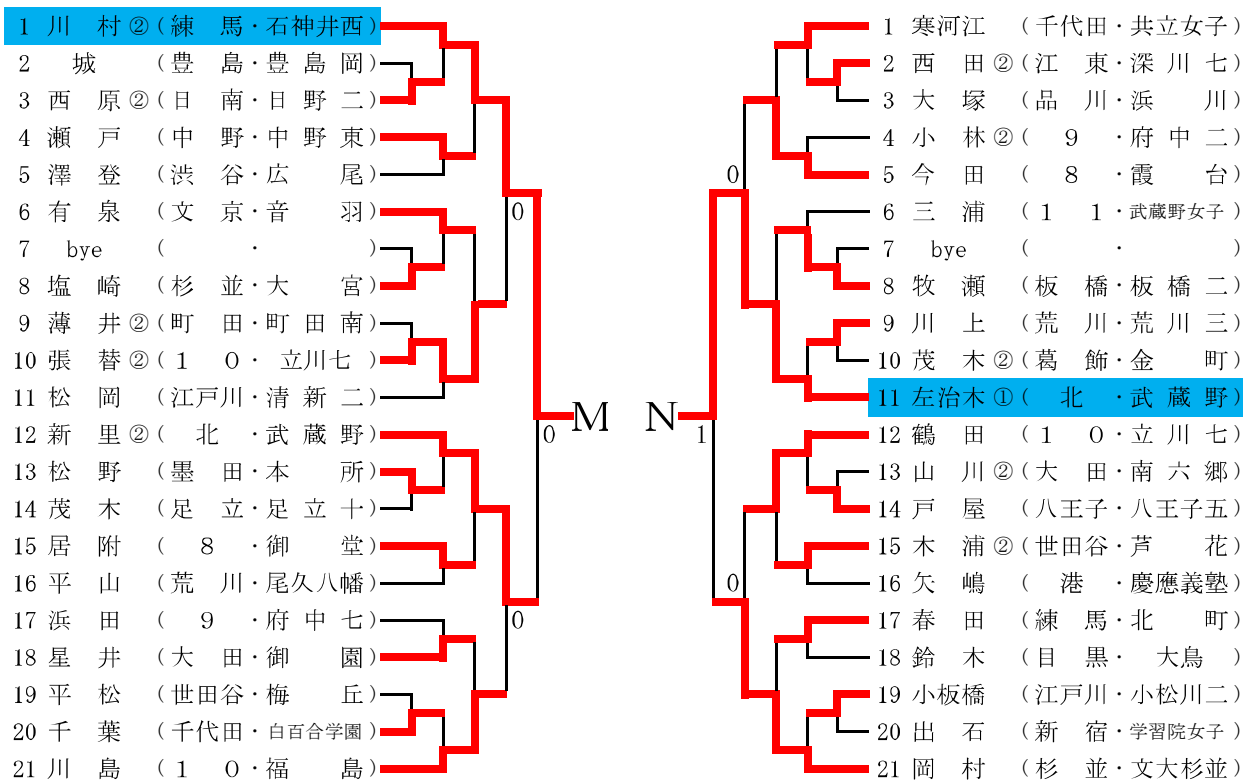 1 川 村 ② (練 馬・石神井西)
2 城 (豊 島・豊 島 岡)
3 西 原 ② (日 南・日 野 二)
4 瀬 戸 (中 野・中 野 東)
5 澤 登 (渋 谷・広 尾)
6 有 泉 (文 京・音 羽)
7 bye ( ・ )
8 塩 崎 (杉 並・大 宮)
9 薄 井 ② (町 田・町 田 南)
10 張 替 ② (1 0・立川七)
11 松 岡 (江戸川・清 新 二)
12 新 里 ② (北・武 蔵 野)
13 松 野 (墨 田・本 所)
14 茂 木 (足 立・足 立 十)
15 居 附 (8・御 堂)
16 平 山 (荒 川・尾久八幡)
17 浜 田 (9・府 中 七)
18 星 井 (大 田・御 園)
19 平 松 (世田谷・梅 丘)
20 千 葉 (千代田・白百合学園)
21 川 島 (1 0・福 島)
0
0
0
M
N
1
0
0
1 寒河江 (千代田・共立女子)
2 西 田 ② (江 東・深 川 七)
3 大 塚 (品 川・浜 川)
4 小 林 ② (9・府 中 二)
5 今 田 (8・霞 台)
6 三 浦 (1 1・武蔵野女子)
7 bye ( ・ )
8 牧 瀬 (板 橋・板 橋 二)
9 川 上 (荒 川・荒 川 三)
10 茂 木 ② (葛 飾・金 町)
11 左治木 ① (北・武 蔵 野)
12 鶴 田 (1 0・立 川 七)
13 山 川 ② (大 田・南 六 郷)
14 戸 屋 (八王子・八王子五)
15 木 浦 ② (世田谷・芦 花)
16 矢 嶋 (港・慶應義塾)
17 春 田 (練 馬・北 町)
18 鈴 木 (目 黒・大鳥)
19 小板橋 (江戸川・小松川二)
20 出 石 (新 宿・学習院女子)
21 岡 村 (杉 並・文大杉並)